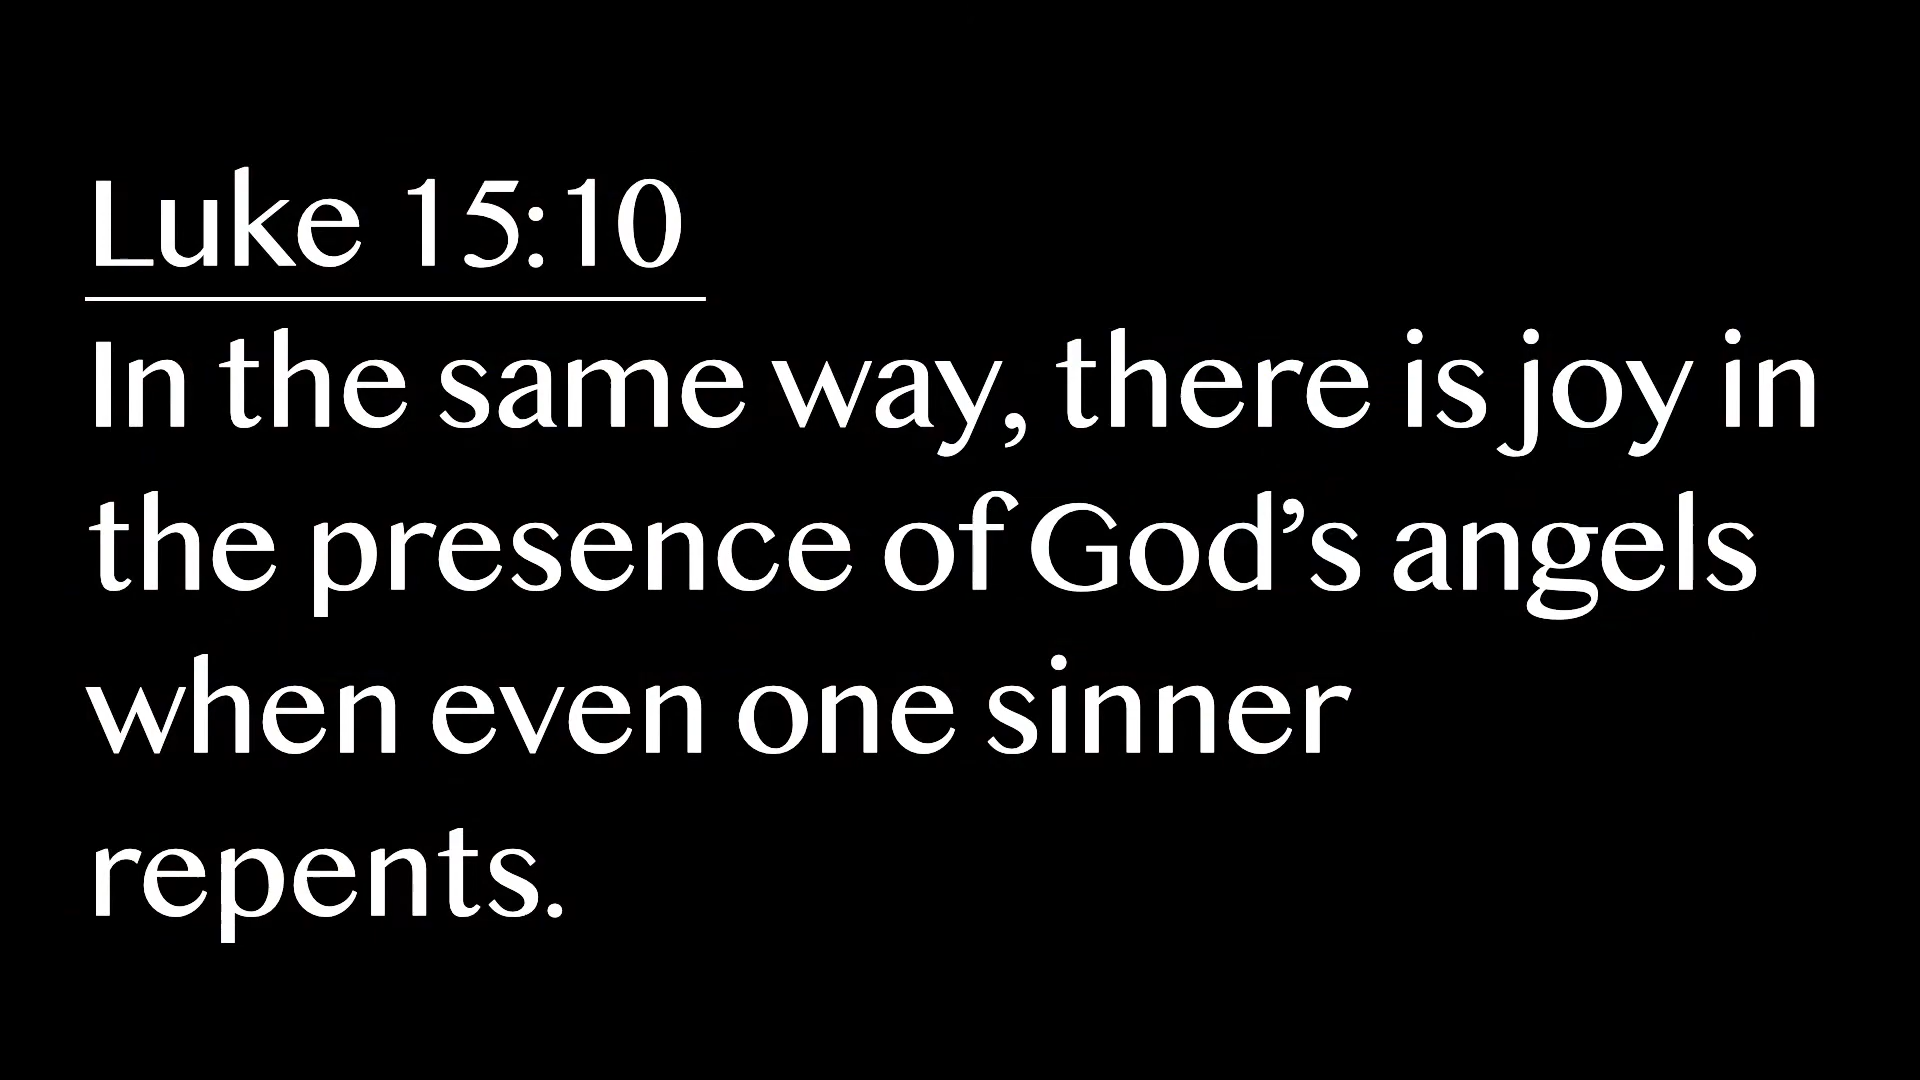 Luke 15:10
In the same way, there is joy in
the presence of God’s angels
when even one sinner
repents.